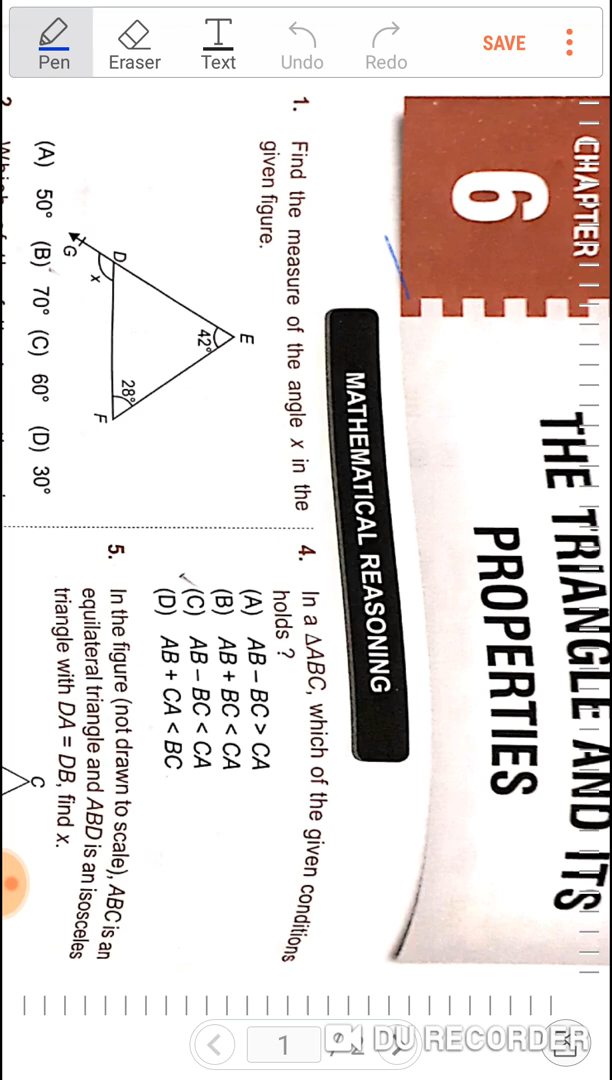 Pen
Eraser
Text
Undo
Redo
SAVE
CHAPTER
6
THE TRIANGLE AND ITS
PROPERTIES
MATHEMATICAL REASONING
1. Find the measure of the angle x in the
given figure.
E
42°
28°
D
x
F
G
(A) 50° (B) 70° (C) 60° (D) 30°
2
4. In a ΔABC, which of the given conditions
holds ?
(A) AB – BC > CA
(B) AB + BC < CA
(C) AB – BC < CA
(D) AB + CA < BC
5. In the figure (not drawn to scale), ABC is an
equilateral triangle and ABD is an isosceles
triangle with DA = DB, find x.
C
1
DU RECORDER